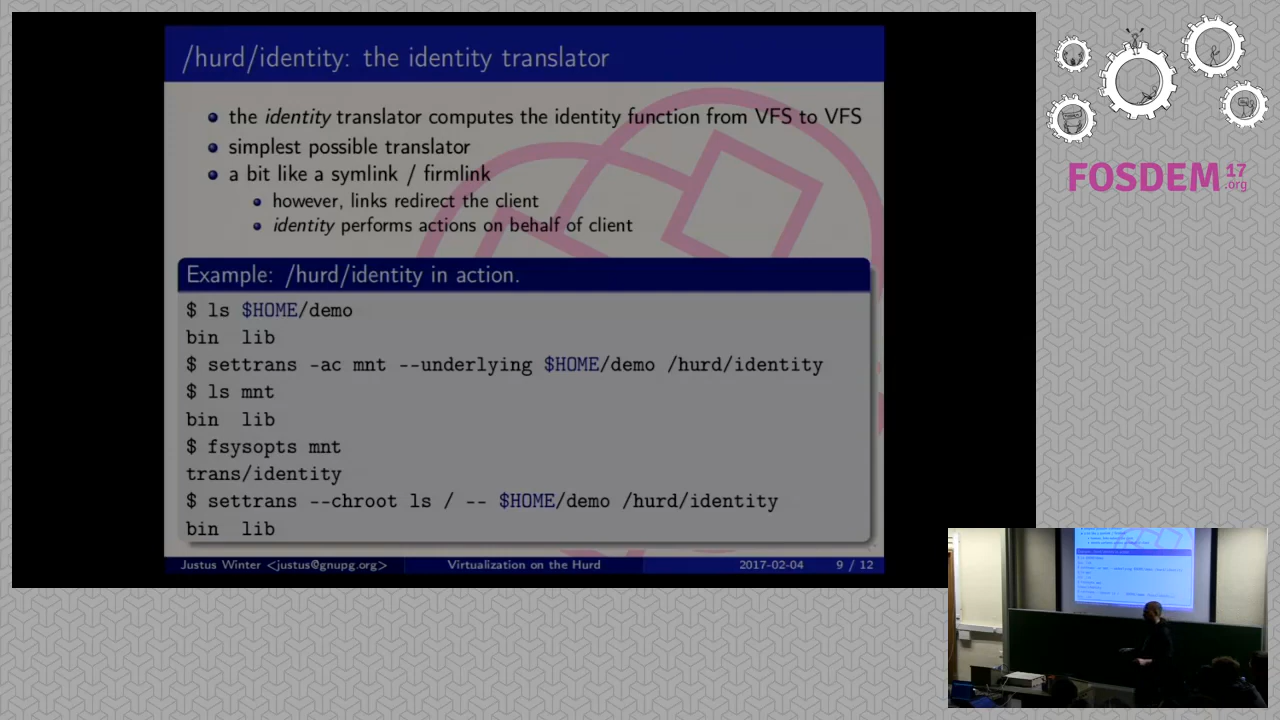 /hurd/identity: the identity translator
the identity translator computes the identity function from VFS to VFS
simplest possible translator
a bit like a symlink / firmlink
however, links redirect the client
identity performs actions on behalf of client
Example: /hurd/identity in action.
$ ls $HOME/demo
bin lib
$ settrans -ac mnt --underlying $HOME/demo /hurd/identity
$ ls mnt
bin lib
$ fsysopts mnt
trans/identity
$ settrans --chroot ls / -- $HOME/demo /hurd/identity
bin lib
Justus Winter <justus@gnupg.org> Virtualization on the Hurd 2017-02-04 9 / 12
FOSDEM 17 .org